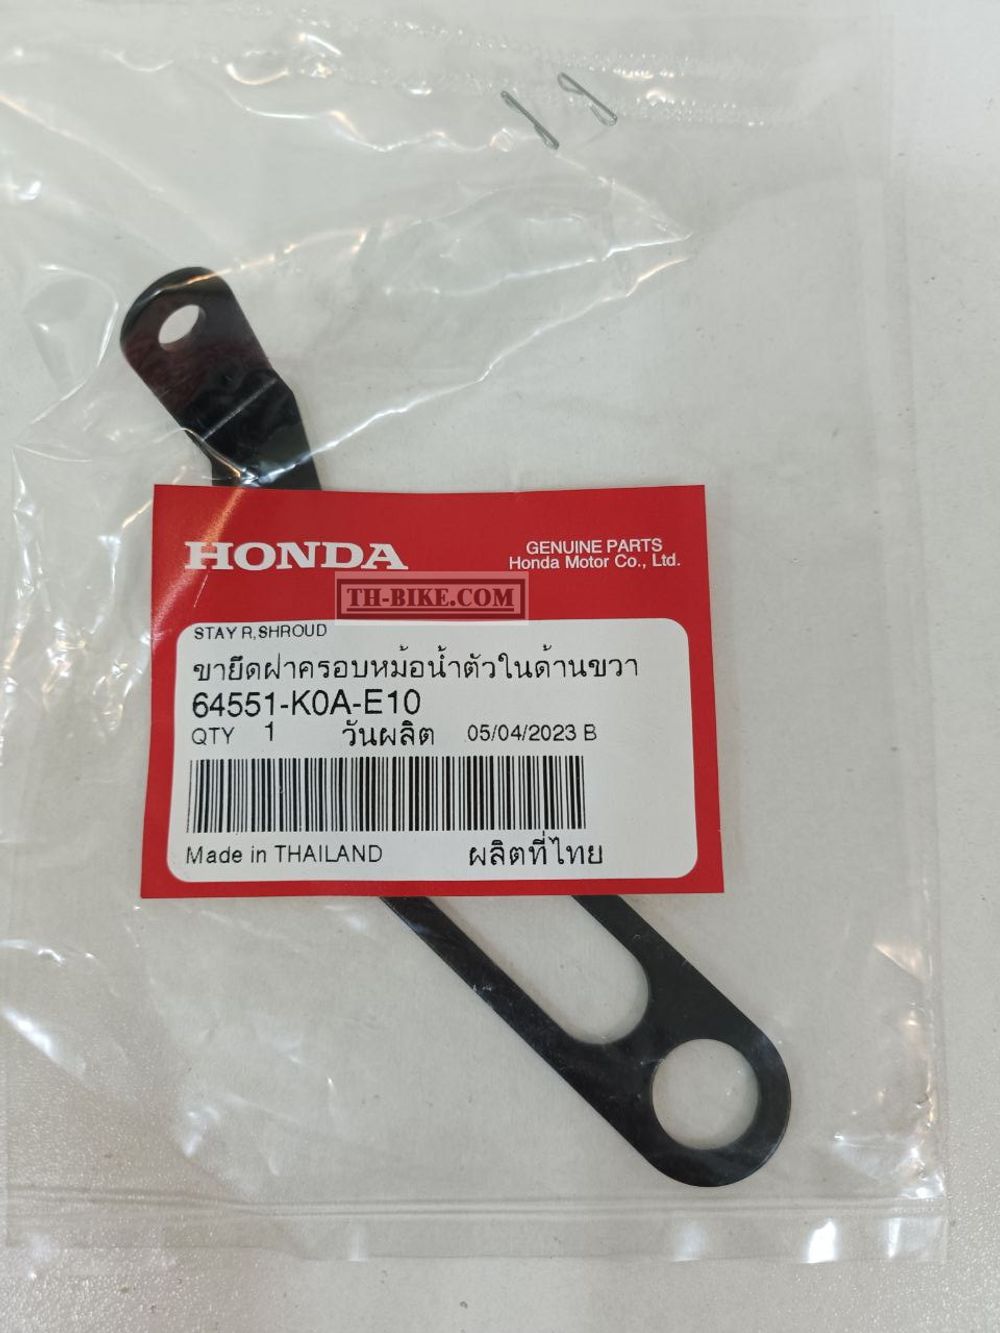 HONDA
GENUINE PARTS
Honda Motor Co., Ltd.
TH-BIKE.COM
STAY R,SHROUD
ขายึดฝาครอบหม้อน้ำตัวในด้านขวา
64551-K0A-E10
QTY 1 วันผลิต 05/04/2023 B
Made in THAILAND ผลิตที่ไทย